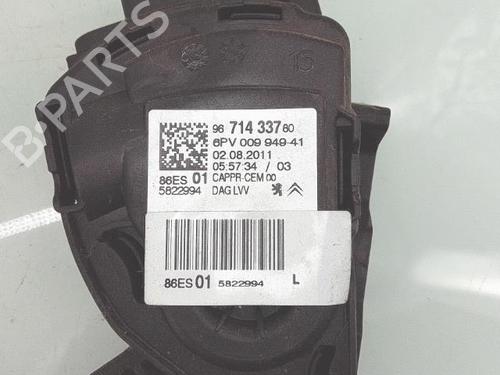 B-PARTS
16
96 714 337 80
6PV 009 949-41
02.08.2011
05:57:34 / 03
86ES 01 CAPPR-CEM 00
5822994 DAG LVV
86ES 01 5822994 L